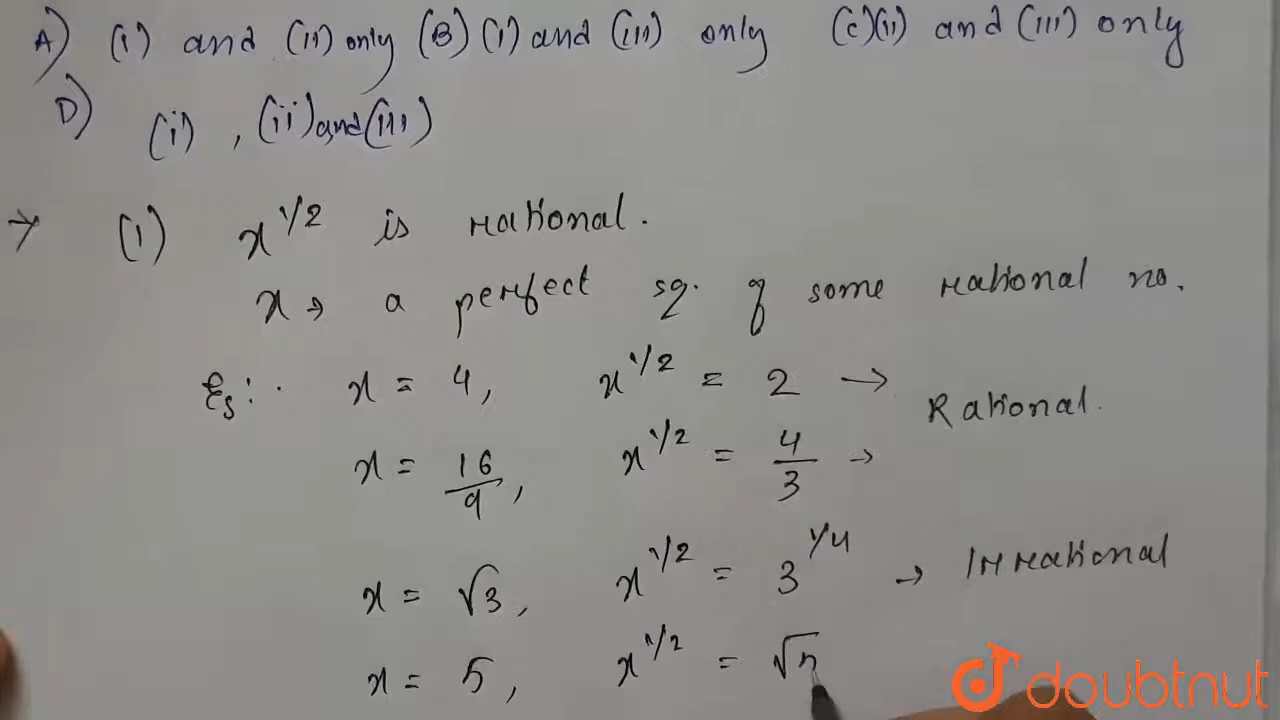 A) (i) and (ii) only (B) (i) and (iii) only (C) (ii) and (iii) only
D) (i), (ii) and (iii)
→ (1) x^1/2 is rational.
x → a perfect sq. of some rational no.
Eg:- x = 4, x^1/2 = 2 → Rational.
x = 16/9, x^1/2 = 4/3 →
x = √3, x^1/2 = 3^1/4 → Irrational
x = 5, x^1/2 = √5
doubtnut